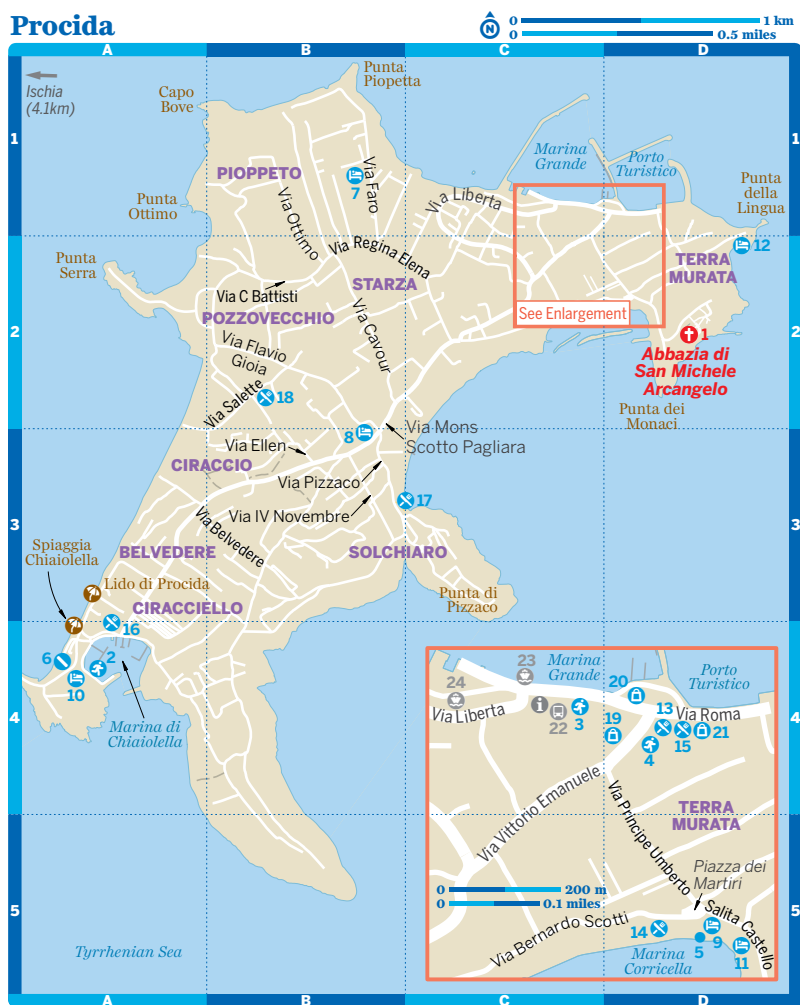 Procida
N
0 1 km
0 0.5 miles
A B C D
1
2
3
4
5
1
2
3
4
5
A B C D
Ischia
(4.1km)
Capo
Bove
Punta
Piopetta
Marina
Grande
Porto
Turistico
Punta
della
Lingua
PIOPPETO
7
Via Faro
Via Liberta
Punta
Ottimo
Via Ottimo
Via Regina Elena
12
TERRA
MURATA
Punta
Serra
STARZA
Via C Battisti
POZZOVECCHIO
Via Cavour
See Enlargement
1
Abbazia di
San Michele
Arcangelo
Via Flavio
Gioia
Via Salette
18
Punta dei
Monaci
Via Mons
Scotto Pagliara
8
Via Ellen
CIRACCIO
Via Pizzaco
17
Via IV Novembre
Via Belvedere
Spiaggia
Chiaiolella
BELVEDERE
SOLCHIARO
Lido di Procida
CIRACCIELLO
Punta di
Pizzaco
16
6
2
10
Marina di
Chiaiolella
Tyrrhenian Sea
23
Marina
Grande
20
Porto
Turistico
24
Via Liberta
i
22
3
19
13
Via Roma
4
15
21
Via Vittorio Emanuele
Via Principe Umberto
TERRA
MURATA
Piazza dei
Martiri
0 200 m
0 0.1 miles
Via Bernardo Scotti
14
Salita Castello
5
9
11
Marina
Corricella